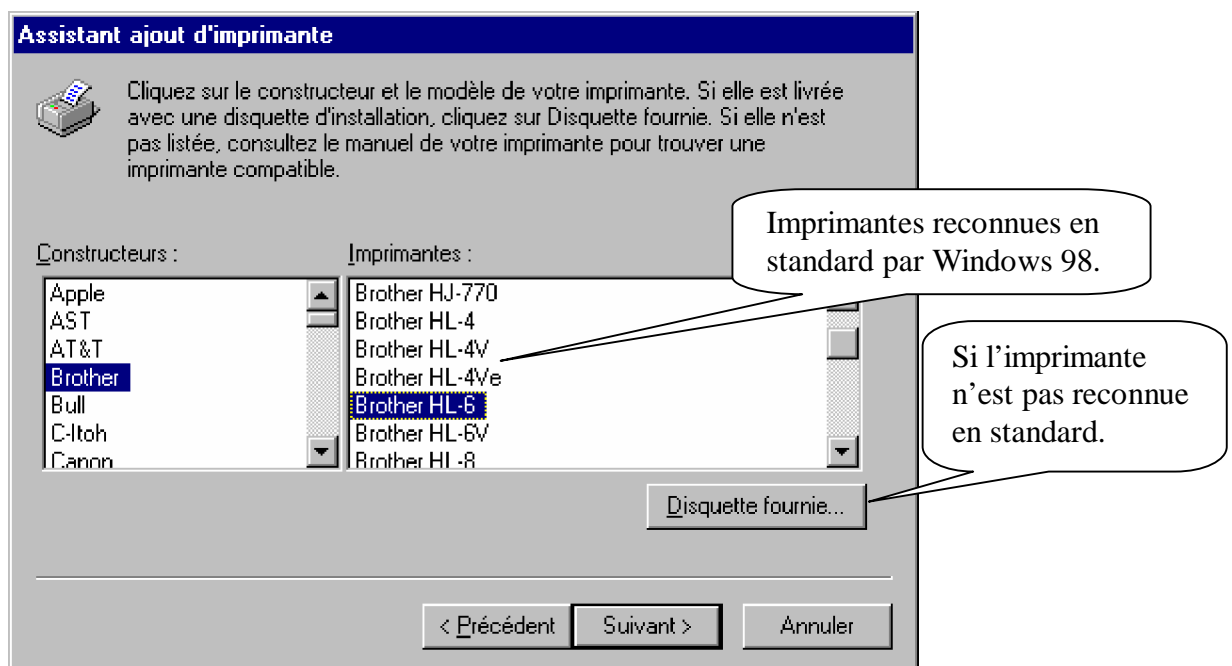 Assistant ajout d'imprimante
Cliquez sur le constructeur et le modèle de votre imprimante. Si elle est livrée
avec une disquette d'installation, cliquez sur Disquette fournie. Si elle n'est
pas listée, consultez le manuel de votre imprimante pour trouver une
imprimante compatible.
Imprimantes reconnues en
standard par Windows 98.
Constructeurs :
Apple
AST
AT&T
Brother
Bull
C-Itoh
Canon
Imprimantes :
Brother HJ-770
Brother HL-4
Brother HL-4V
Brother HL-4Ve
Brother HL-6
Brother HL-6V
Brother HL-8
Si l’imprimante
n’est pas reconnue
en standard.
Disquette fournie...
< Précédent
Suivant >
Annuler